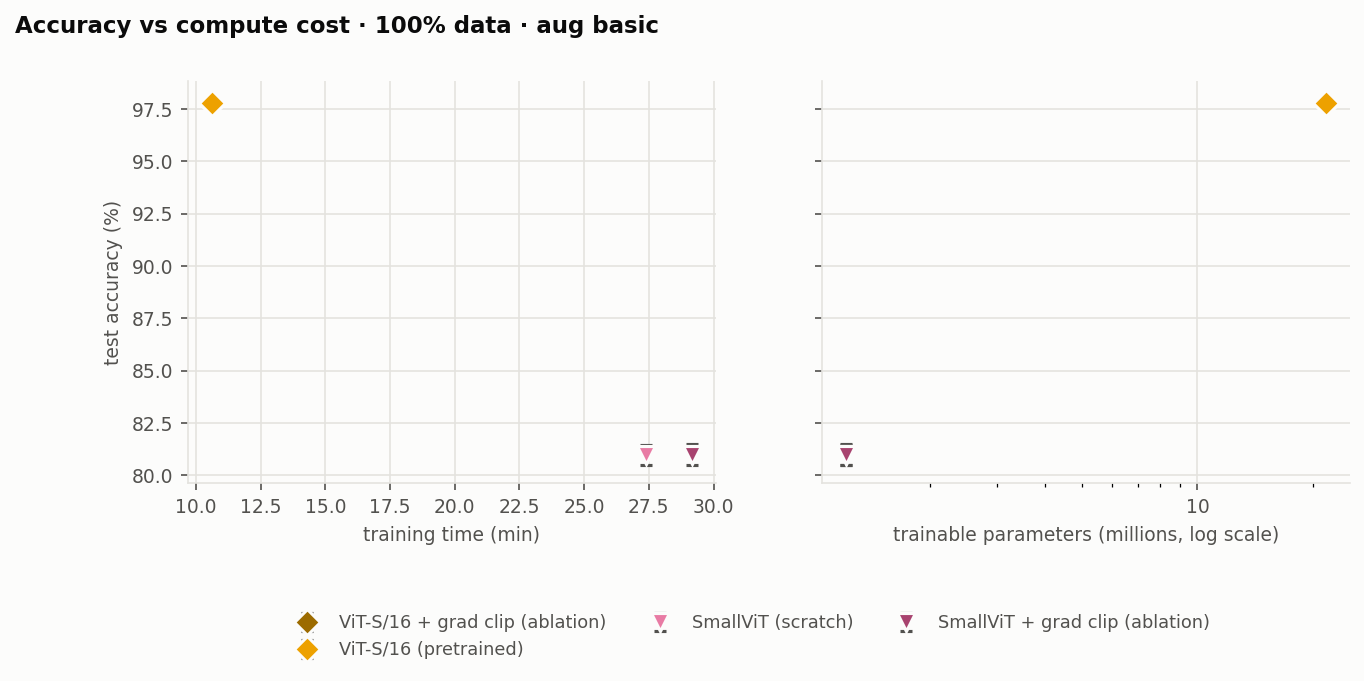 Accuracy vs compute cost · 100% data · aug basic
test accuracy (%)
97.5
95.0
92.5
90.0
87.5
85.0
82.5
80.0
10.0 12.5 15.0 17.5 20.0 22.5 25.0 27.5 30.0
training time (min)
10
trainable parameters (millions, log scale)
ViT-S/16 + grad clip (ablation)
ViT-S/16 (pretrained)
SmallViT (scratch)
SmallViT + grad clip (ablation)